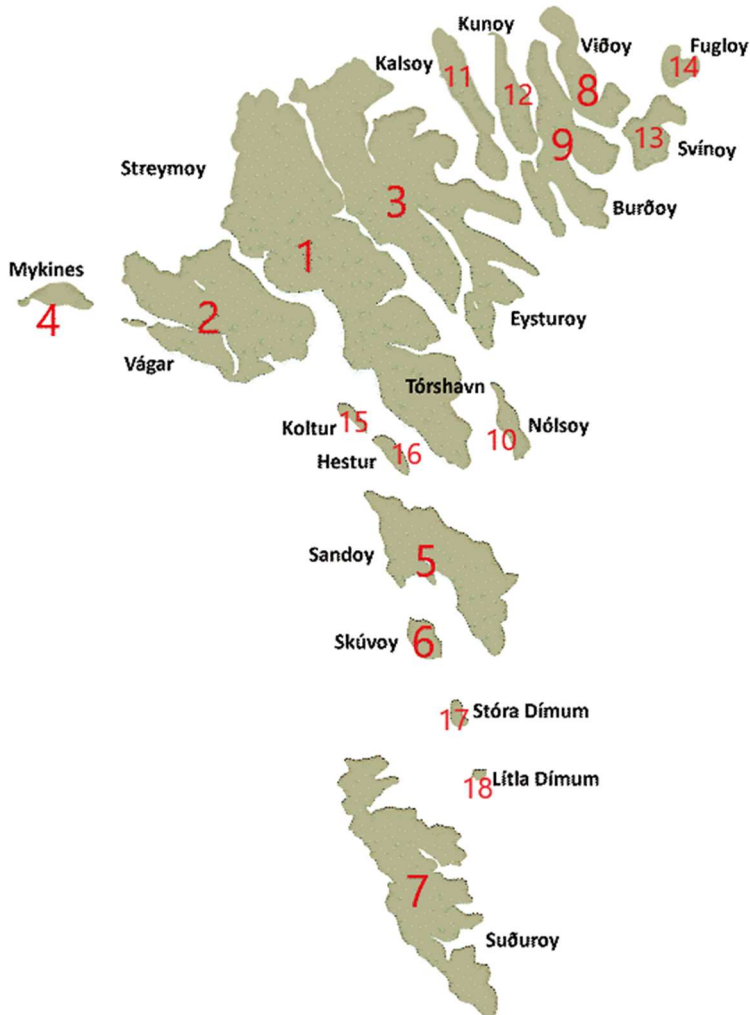 Kunoy
Viðoy
Fugloy
Kalsoy
11
12
8
14
9
13
Svínoy
Streymoy
3
Burðoy
1
Mykines
4
2
Eysturoy
Vágar
Tórshavn
Koltur
15
10
Nólsoy
Hestur
16
Sandoy
5
Skúvoy
6
17
Stóra Dímum
18
Lítla Dímum
7
Suðuroy